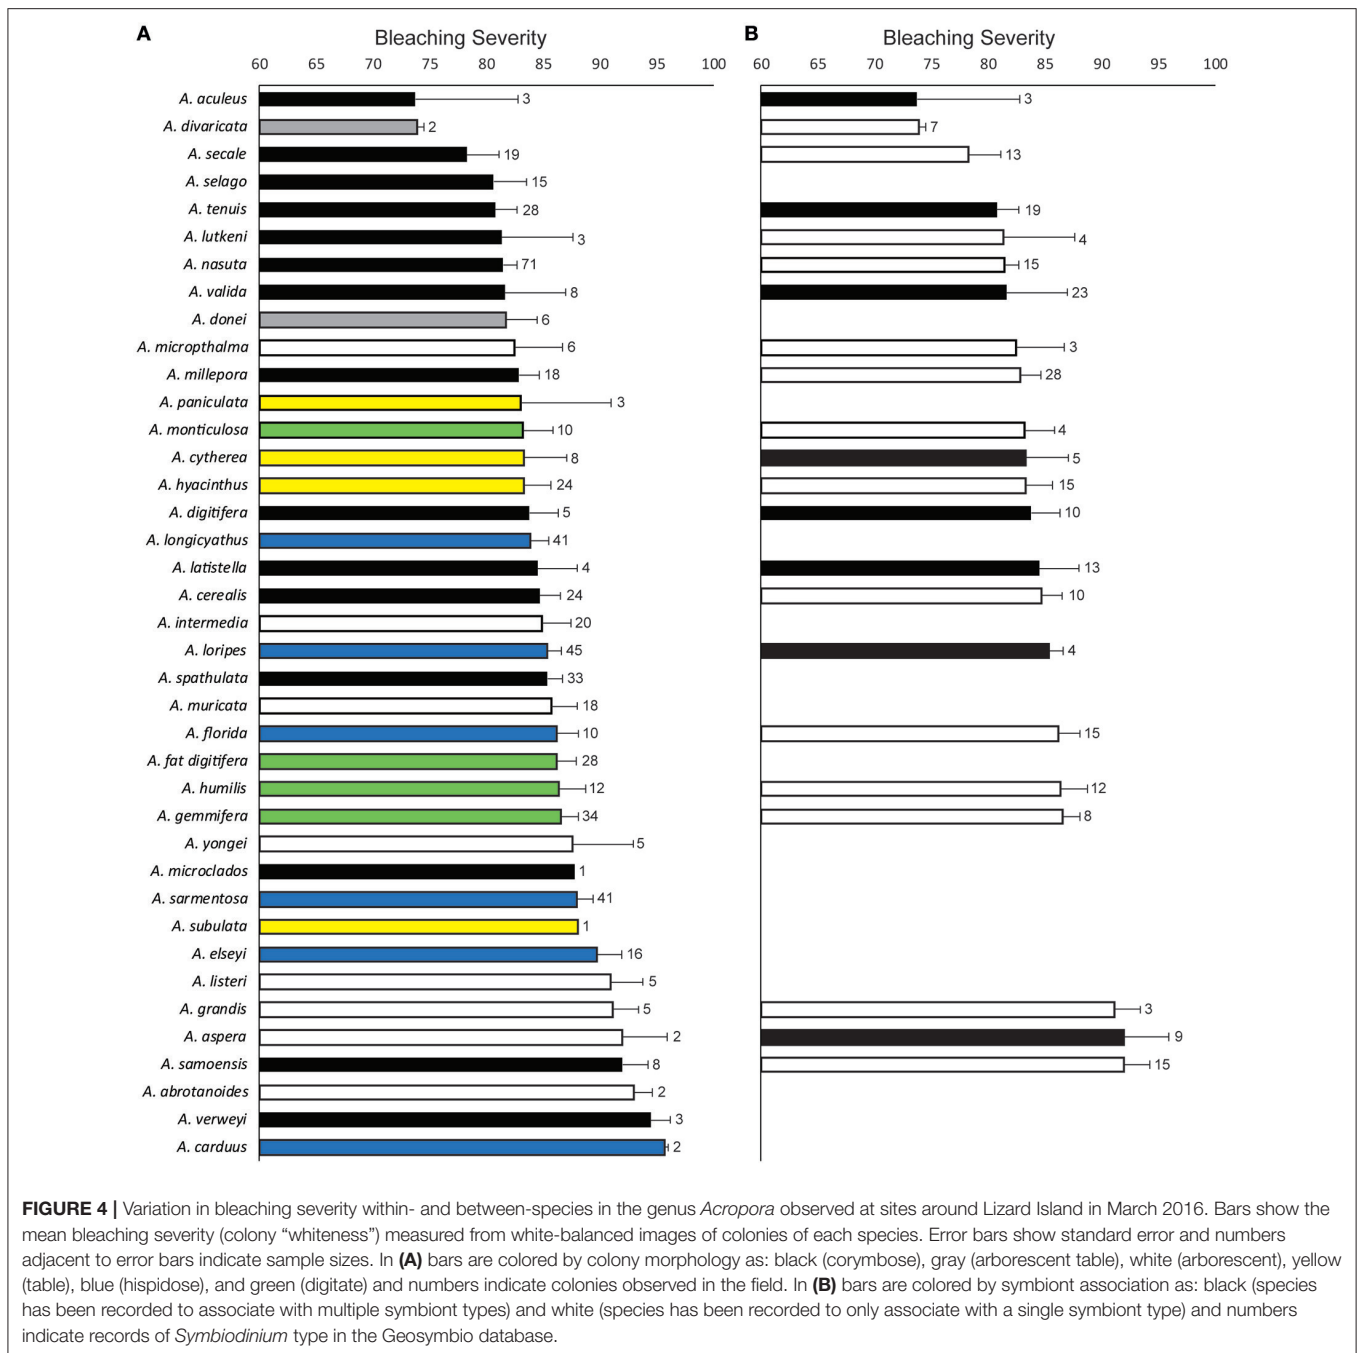 A Bleaching Severity B Bleaching Severity
60 65 70 75 80 85 90 95 100 60 65 70 75 80 85 90 95 100
A. aculeus 3 3
A. divaricata 2 7
A. secale 19 13
A. selago 15
A. tenuis 28 19
A. lutkeni 3 4
A. nasuta 71 15
A. valida 8 23
A. donei 6
A. micropthalma 6 3
A. millepora 18 28
A. paniculata 3
A. monticulosa 10 4
A. cytherea 8 5
A. hyacinthus 24 15
A. digitifera 5 10
A. longicyathus 41
A. latistella 4 13
A. cerealis 24 10
A. intermedia 20
A. loripes 45 4
A. spathulata 33
A. muricata 18
A. florida 10 15
A. fat digitifera 28
A. humilis 12 12
A. gemmifera 34 8
A. yongei 5
A. microclados 1
A. sarmentosa 41
A. subulata 1
A. elseyi 16
A. listeri 5
A. grandis 5 3
A. aspera 2 9
A. samoensis 8 15
A. abrotanoides 2
A. verweyi 3
A. carduus 2
FIGURE 4 | Variation in bleaching severity within- and between-species in the genus Acropora observed at sites around Lizard Island in March 2016. Bars show the
mean bleaching severity (colony “whiteness”) measured from white-balanced images of colonies of each species. Error bars show standard error and numbers
adjacent to error bars indicate sample sizes. In (A) bars are colored by colony morphology as: black (corymbose), gray (arborescent table), white (arborescent), yellow
(table), blue (hispidose), and green (digitate) and numbers indicate colonies observed in the field. In (B) bars are colored by symbiont association as: black (species
has been recorded to associate with multiple symbiont types) and white (species has been recorded to only associate with a single symbiont type) and numbers
indicate records of Symbiodinium type in the Geosymbio database.